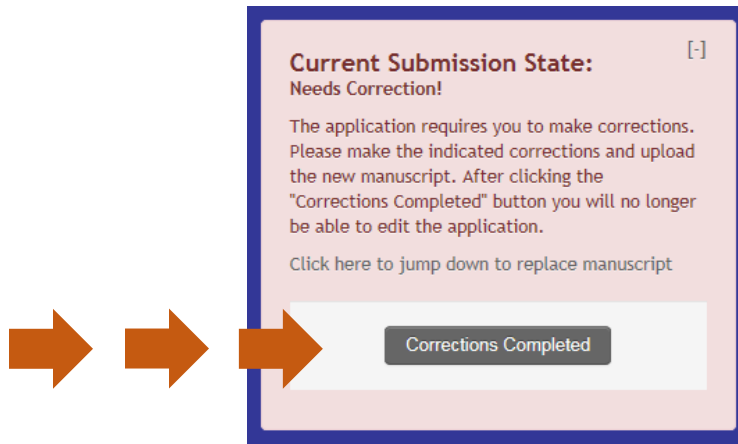 [-]
Current Submission State:
Needs Correction!
The application requires you to make corrections.
Please make the indicated corrections and upload
the new manuscript. After clicking the
"Corrections Completed" button you will no longer
be able to edit the application.
Click here to jump down to replace manuscript
Corrections Completed